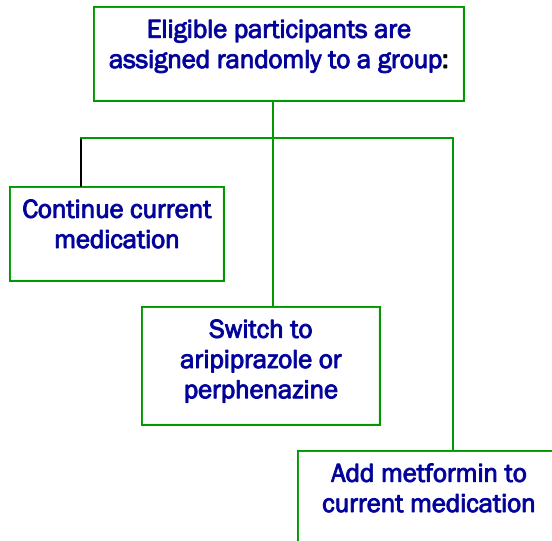 Eligible participants are
assigned randomly to a group:
Continue current
medication
Switch to
aripiprazole or
perphenazine
Add metformin to
current medication